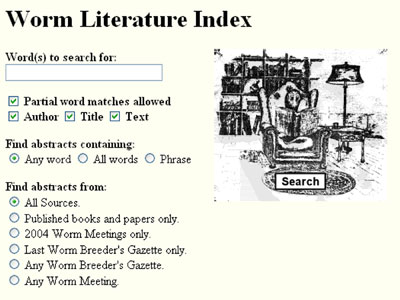 Worm Literature Index
Word(s) to search for:
Partial word matches allowed
Author Title Text
Find abstracts containing:
Any word All words Phrase
Find abstracts from:
All Sources.
Published books and papers only.
2004 Worm Meetings only.
Last Worm Breeder's Gazette only.
Any Worm Breeder's Gazette.
Any Worm Meeting.
Search